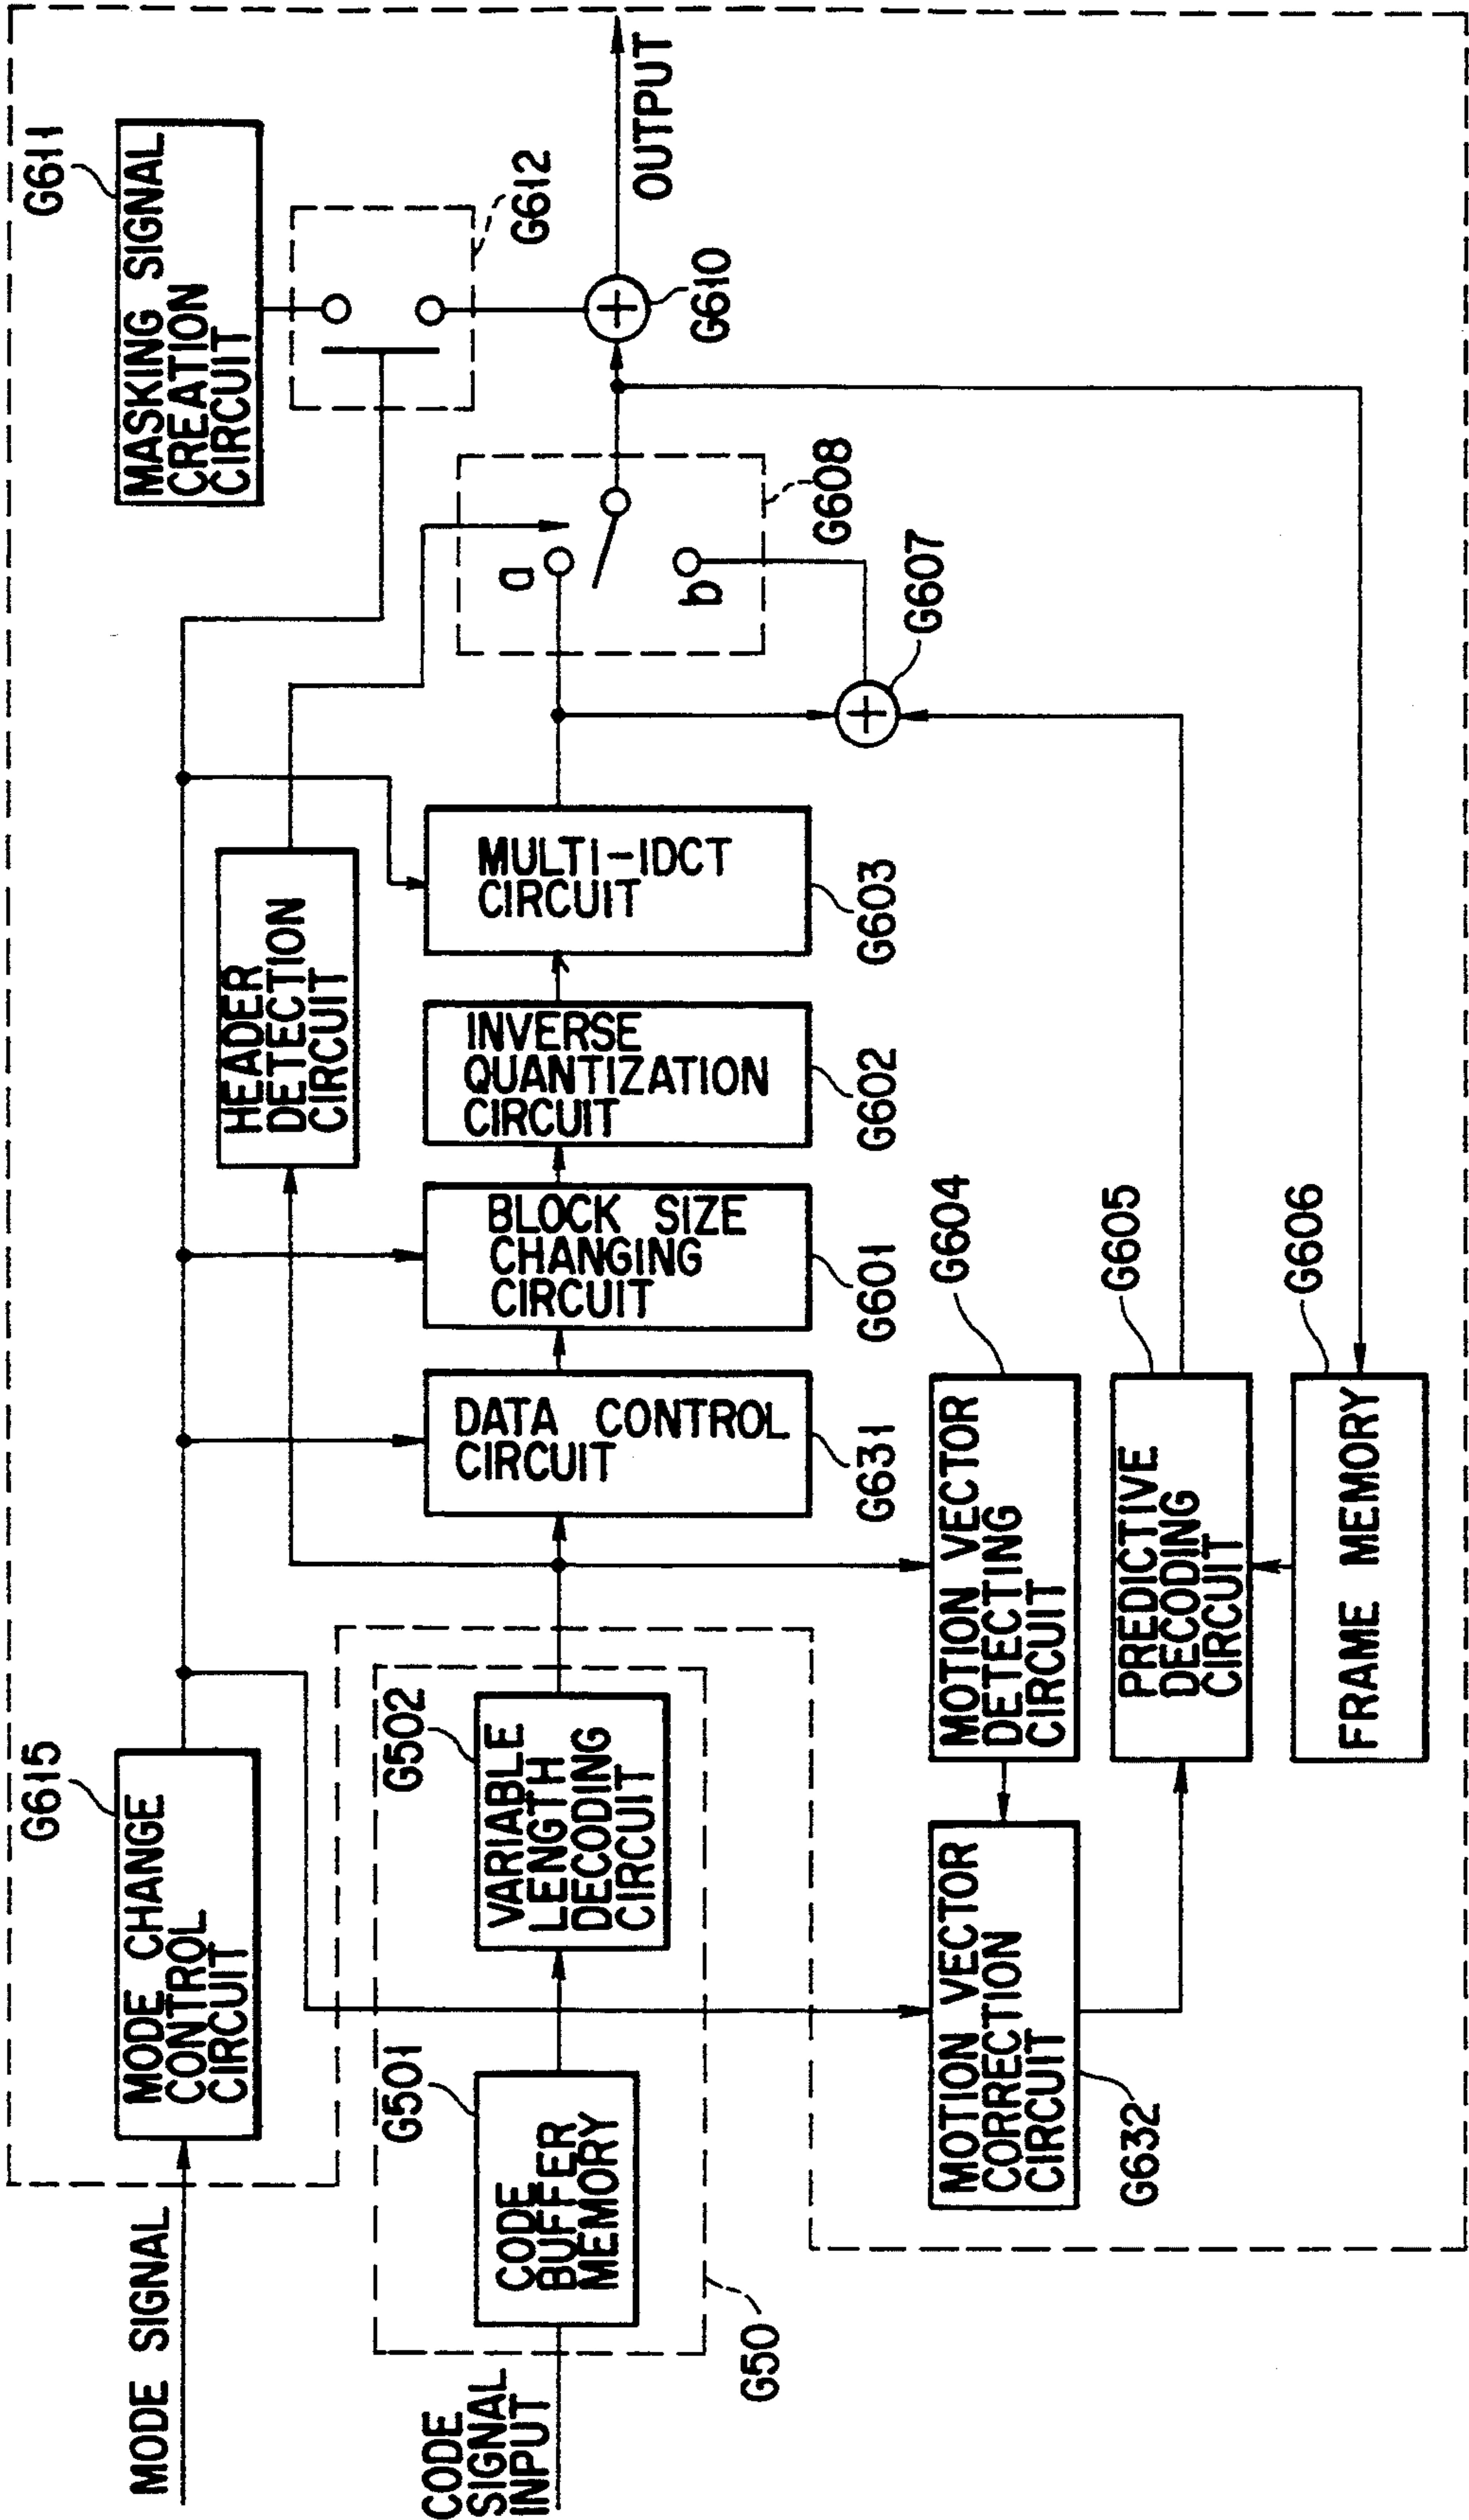 MODE SIGNAL
G615
MODE CHANGE
CONTROL
CIRCUIT
G611
MASKING SIGNAL
CREATION
CIRCUIT
G612
HEADER
DETECTION
CIRCUIT
CODE
SIGNAL
INPUT
G501
CODE
BUFFER
MEMORY
G502
VARIABLE
LENGTH
DECODING
CIRCUIT
G50
DATA CONTROL
CIRCUIT
G631
BLOCK SIZE
CHANGING
CIRCUIT
G601
INVERSE
QUANTIZATION
CIRCUIT
G602
MULTI-IDCT
CIRCUIT
G603
a
b
G608
G607
+
+
G610
OUTPUT
MOTION VECTOR
CORRECTION
CIRCUIT
G632
MOTION VECTOR
DETECTING
CIRCUIT
G604
PREDICTIVE
DECODING
CIRCUIT
G605
FRAME MEMORY
G606